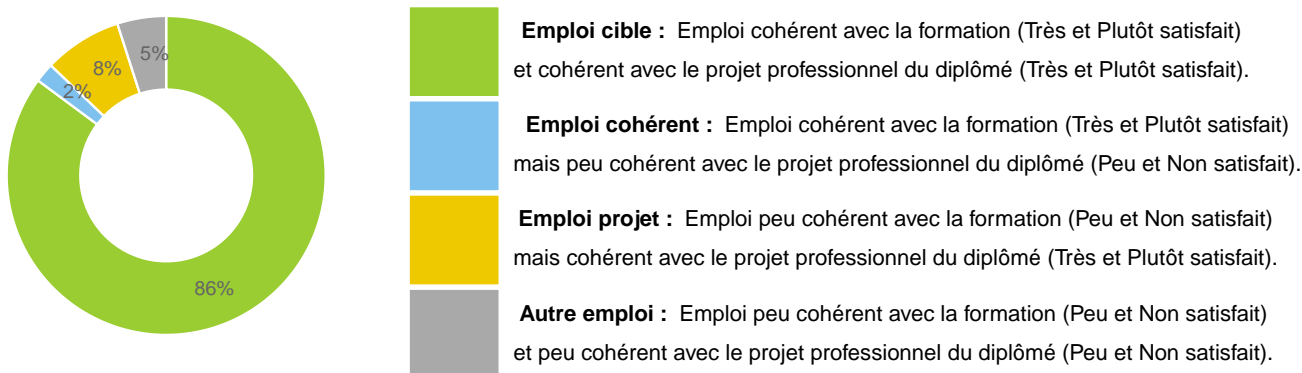 5%
8%
2%
86%
Emploi cible : Emploi cohérent avec la formation (Très et Plutôt satisfait)
et cohérent avec le projet professionnel du diplômé (Très et Plutôt satisfait).
Emploi cohérent : Emploi cohérent avec la formation (Très et Plutôt satisfait)
mais peu cohérent avec le projet professionnel du diplômé (Peu et Non satisfait).
Emploi projet : Emploi peu cohérent avec la formation (Peu et Non satisfait)
mais cohérent avec le projet professionnel du diplômé (Très et Plutôt satisfait).
Autre emploi : Emploi peu cohérent avec la formation (Peu et Non satisfait)
et peu cohérent avec le projet professionnel du diplômé (Peu et Non satisfait).